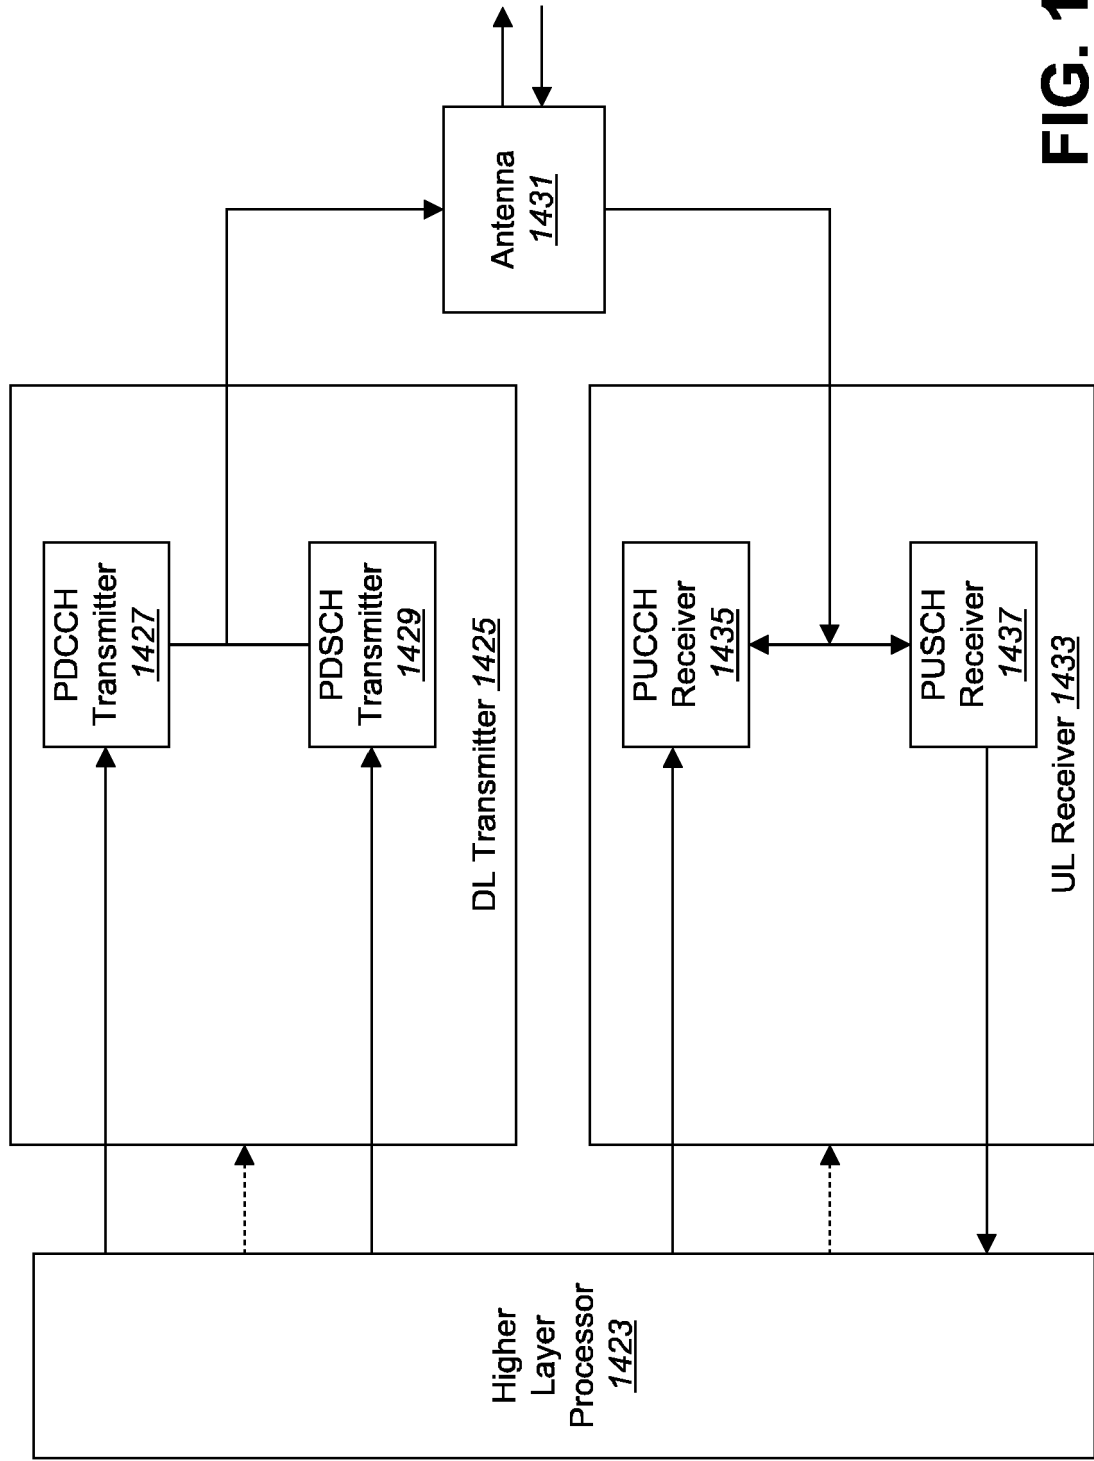 Higher
Layer
Processor
1423
DL Transmitter 1425
PDCCH
Transmitter
1427
PDSCH
Transmitter
1429
UL Receiver 1433
PUCCH
Receiver
1435
PUSCH
Receiver
1437
Antenna
1431
FIG. 1